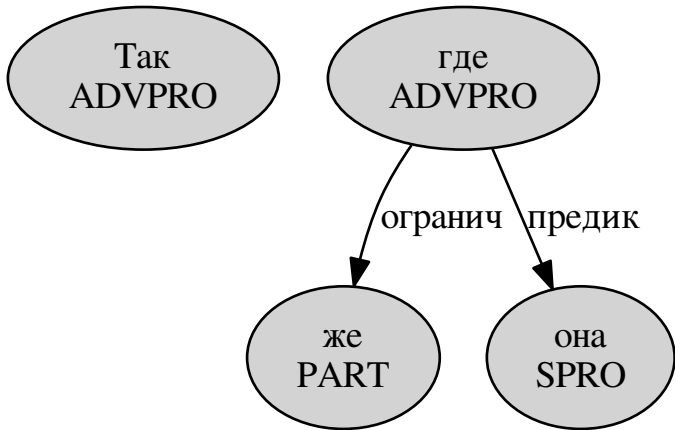 Так
ADVPRO
где
ADVPRO
огранич
предик
же
PART
она
SPRO